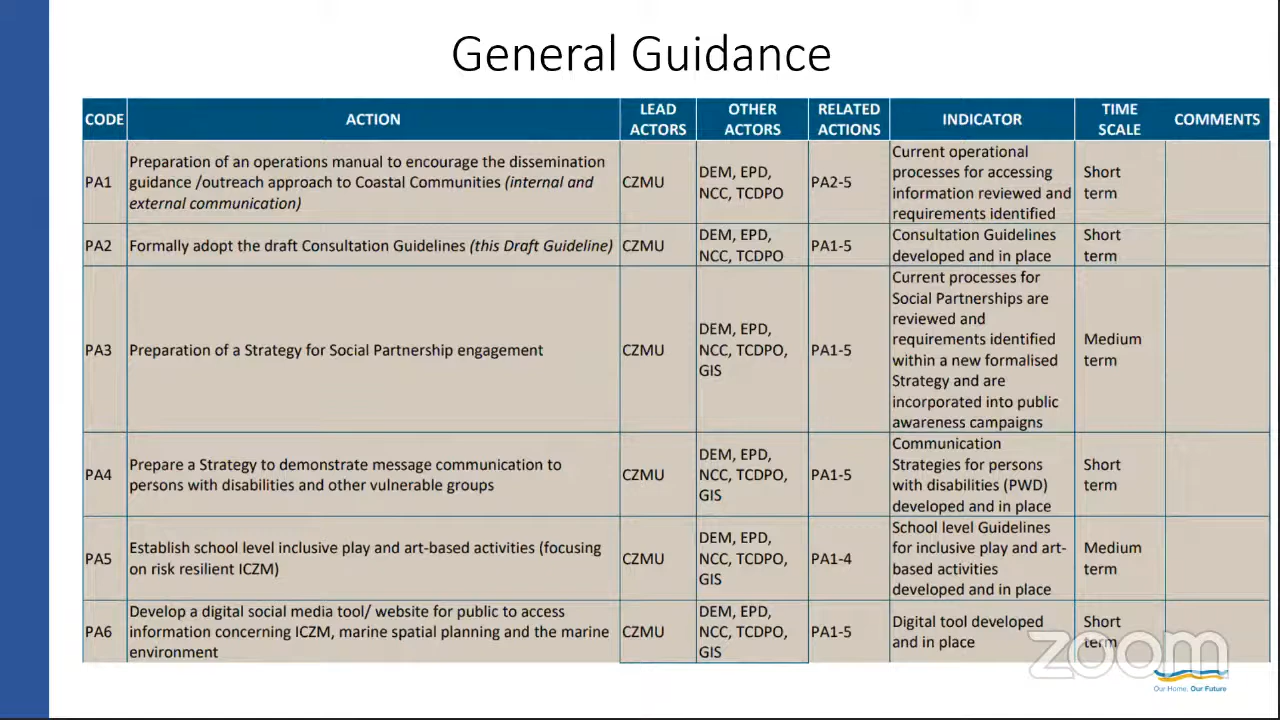 General Guidance
CODE
ACTION
LEAD
ACTORS
OTHER
ACTORS
RELATED
ACTIONS
INDICATOR
TIME
SCALE
COMMENTS
PA1
Preparation of an operations manual to encourage the dissemination
guidance /outreach approach to Coastal Communities (internal and
external communication)
CZMU
DEM, EPD,
NCC, TCDPO
PA2-5
Current operational
processes for accessing
information reviewed and
requirements identified
Short
term
PA2
Formally adopt the draft Consultation Guidelines (this Draft Guideline)
CZMU
DEM, EPD,
NCC, TCDPO
PA1-5
Consultation Guidelines
developed and in place
Short
term
PA3
Preparation of a Strategy for Social Partnership engagement
CZMU
DEM, EPD,
NCC, TCDPO,
GIS
PA1-5
Current processes for
Social Partnerships are
reviewed and
requirements identified
within a new formalised
Strategy and are
incorporated into public
awareness campaigns
Medium
term
PA4
Prepare a Strategy to demonstrate message communication to
persons with disabilities and other vulnerable groups
CZMU
DEM, EPD,
NCC, TCDPO,
GIS
PA1-5
Communication
Strategies for persons
with disabilities (PWD)
developed and in place
Short
term
PA5
Establish school level inclusive play and art-based activities (focusing
on risk resilient ICZM)
CZMU
DEM, EPD,
NCC, TCDPO,
GIS
PA1-4
School level Guidelines
for inclusive play and art-
based activities
developed and in place
Medium
term
PA6
Develop a digital social media tool/ website for public to access
information concerning ICZM, marine spatial planning and the marine
environment
CZMU
DEM, EPD,
NCC, TCDPO,
GIS
PA1-5
Digital tool developed
and in place
Short
term
zoom
Our Home, Our Future